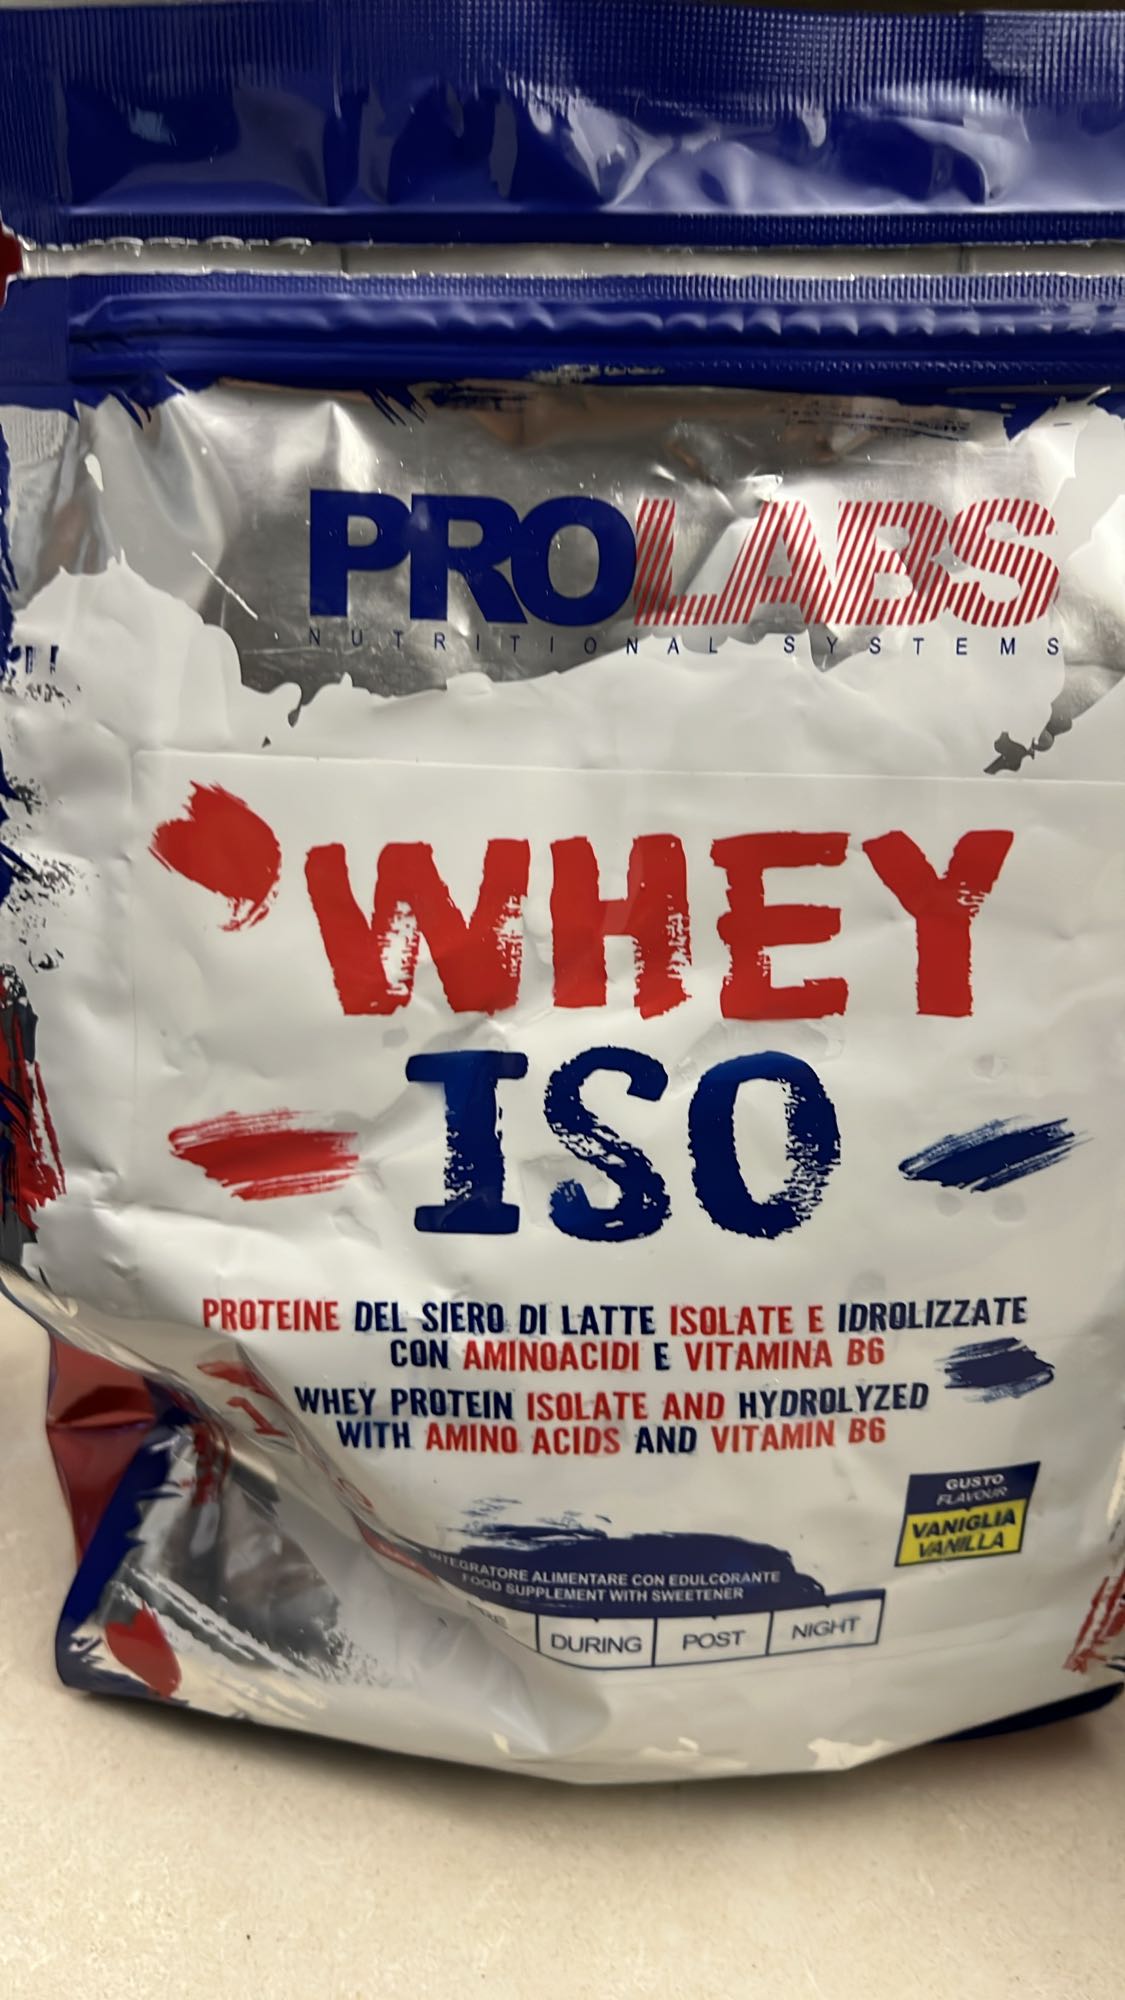 PROLABS
NUTRITIONAL SYSTEMS
WHEY
ISO
PROTEINE DEL SIERO DI LATTE ISOLATE E IDROLIZZATE
CON AMINOACIDI E VITAMINA B6
WHEY PROTEIN ISOLATE AND HYDROLYZED
WITH AMINO ACIDS AND VITAMIN B6
GUSTO
FLAVOUR
VANIGLIA
VANILLA
INTEGRATORE ALIMENTARE CON EDULCORANTE
FOOD SUPPLEMENT WITH SWEETENER
PRE DURING POST NIGHT